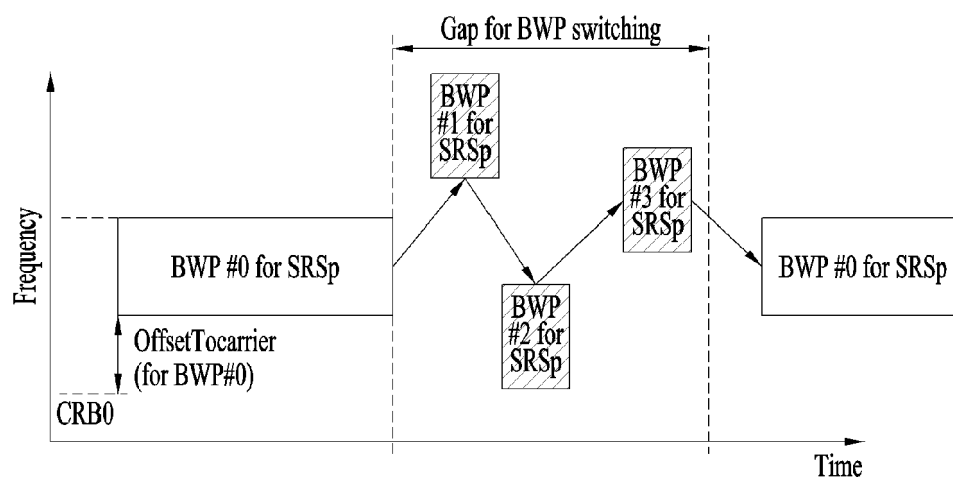 Gap for BWP switching
BWP
#1 for
SRSp
BWP
#3 for
SRSp
Frequency
BWP #0 for SRSp
BWP #0 for SRSp
BWP
#2 for
SRSp
OffsetTocarrier
(for BWP#0)
CRB0
Time